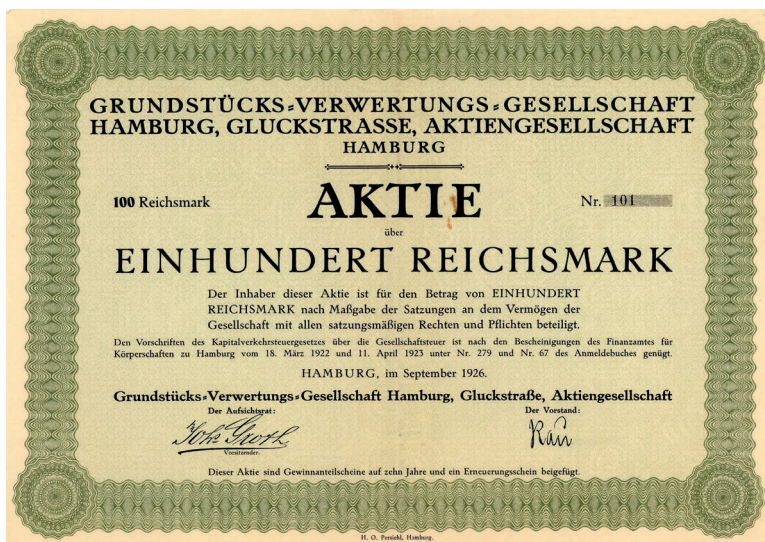 GRUNDSTÜCKS=VERWERTUNGS=GESELLSCHAFT
HAMBURG, GLUCKSTRASSE, AKTIENGESELLSCHAFT
HAMBURG
100 Reichsmark AKTIE Nr. 101
über
EINHUNDERT REICHSMARK
Der Inhaber dieser Aktie ist für den Betrag von EINHUNDERT
REICHSMARK nach Maßgabe der Satzungen an dem Vermögen der
Gesellschaft mit allen satzungsmäßigen Rechten und Pflichten beteiligt.
Den Vorschriften des Kapitalverkehrsteuergesetzes über die Gesellschaftsteuer ist nach den Bescheinigungen des Finanzamtes für
Körperschaften zu Hamburg vom 18. März 1922 und 11. April 1923 unter Nr. 279 und Nr. 67 des Anmeldebuches genügt.
HAMBURG, im September 1926.
Grundstücks=Verwertungs=Gesellschaft Hamburg, Gluckstraße, Aktiengesellschaft
Der Aufsichtsrat: Der Vorstand:
Johs Groth Rau
Vorsitzender.
Dieser Aktie sind Gewinnanteilscheine auf zehn Jahre und ein Erneuerungsschein beigefügt.
H. O. Persiehl, Hamburg.